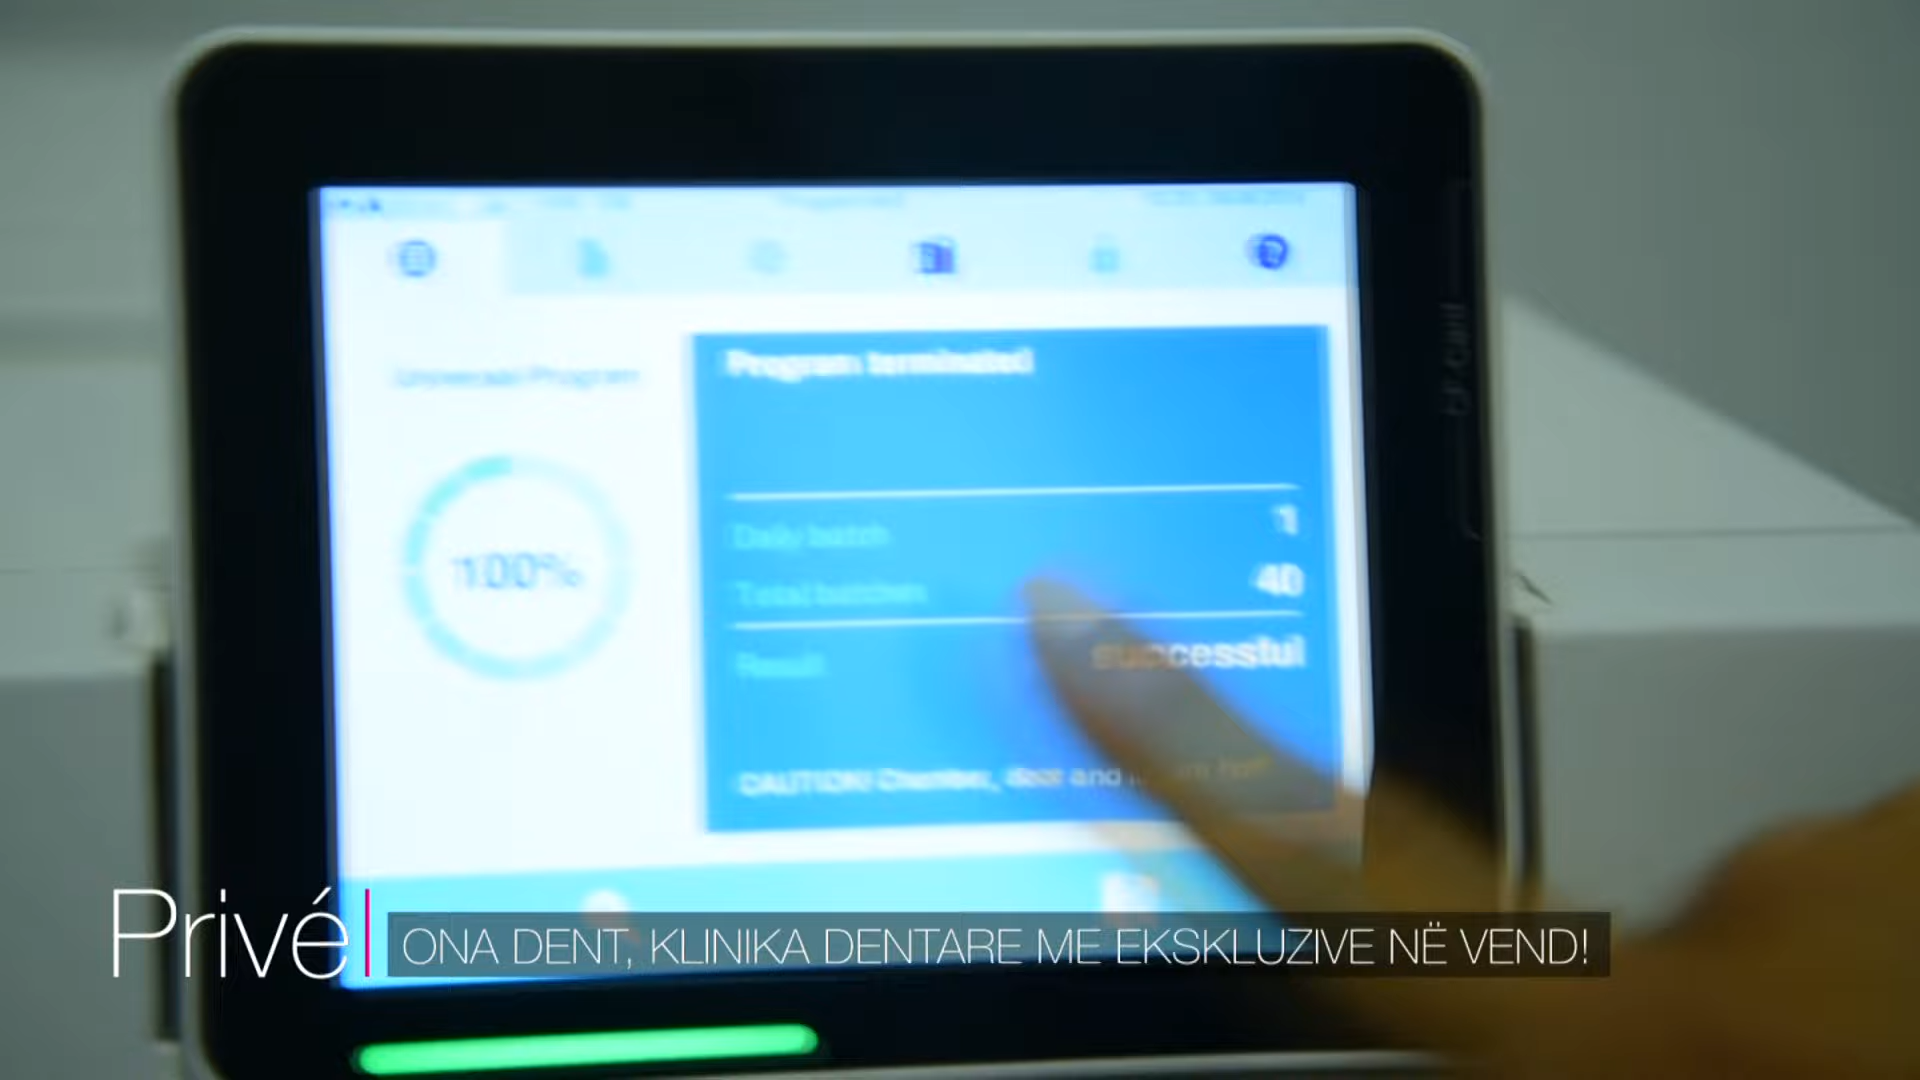 Universal Program
100%
Program terminated
Daily batch 1
Total batches 40
Result successful
CAUTION! Chamber, door and
Privé
ONA DENT, KLINIKA DENTARE ME EKSKLUZIVE NË VEND!